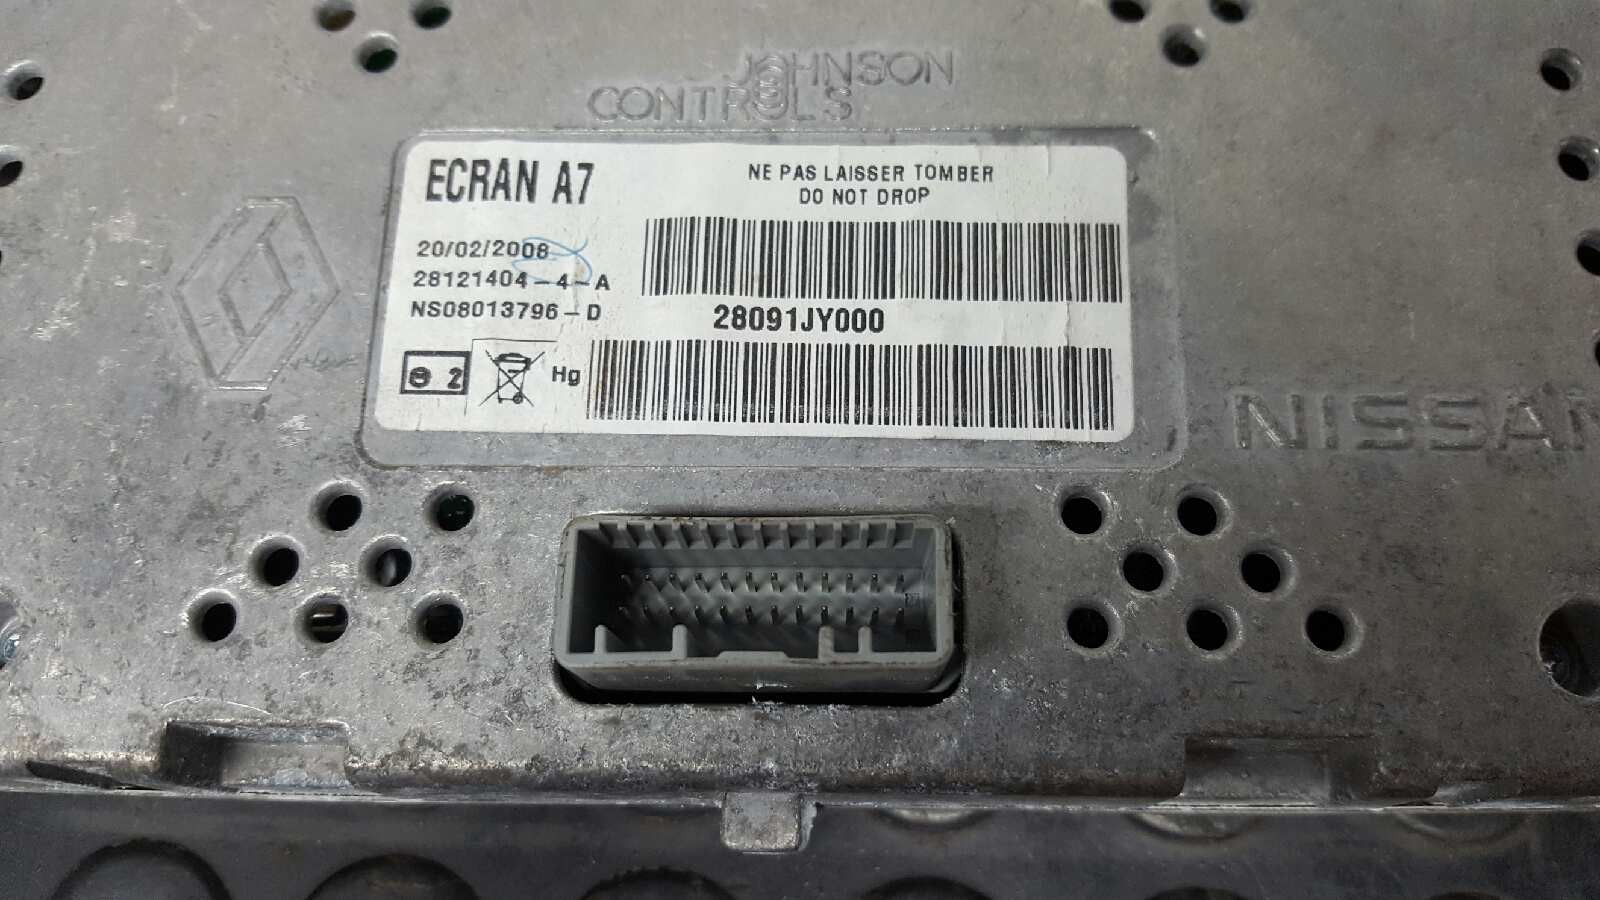 JOHNSON
CONTROLS
ECRAN A7
NE PAS LAISSER TOMBER
DO NOT DROP
20/02/2008
28121404-4-A
NS08013796-D
28091JY000
2
Hg
NISSAN